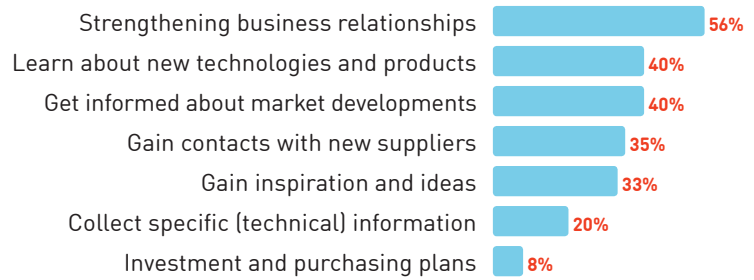 Strengthening business relationships 56%
Learn about new technologies and products 40%
Get informed about market developments 40%
Gain contacts with new suppliers 35%
Gain inspiration and ideas 33%
Collect specific (technical) information 20%
Investment and purchasing plans 8%